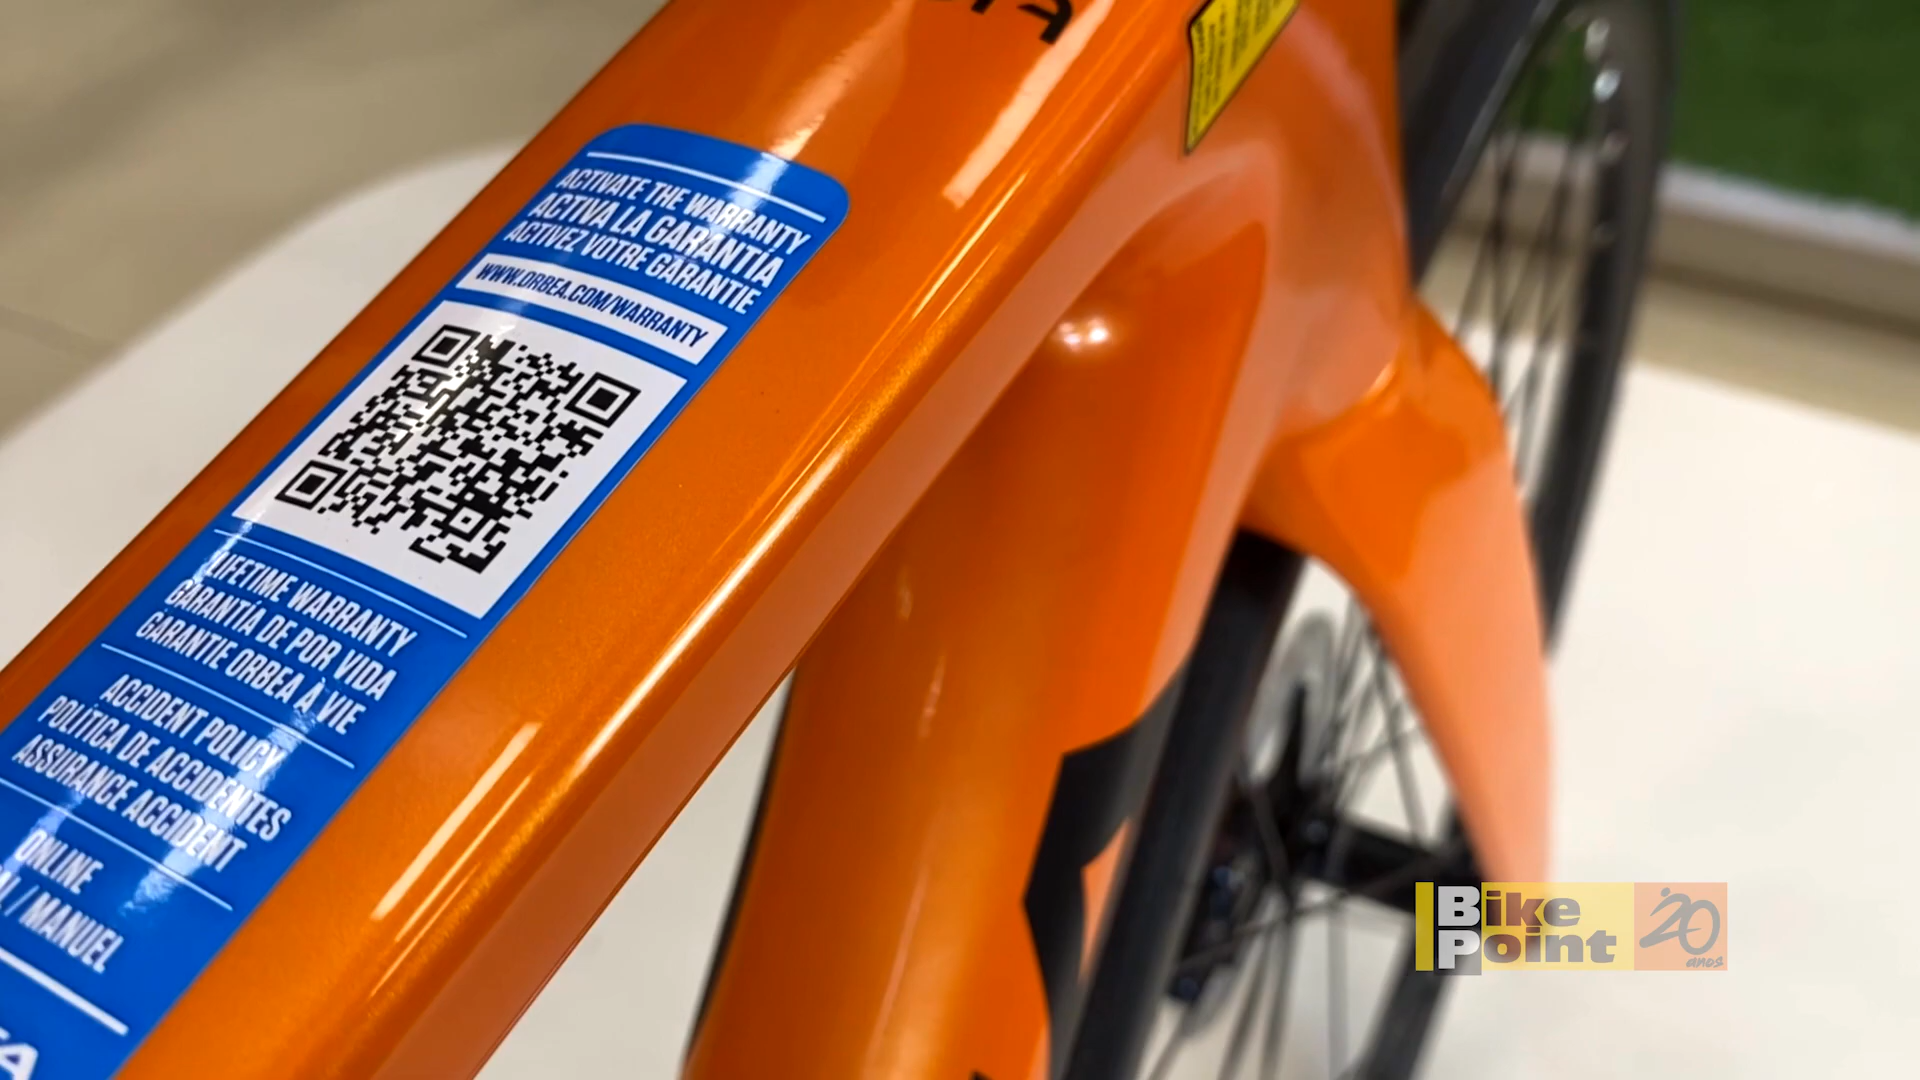 ACTIVATE THE WARRANTY
ACTIVA LA GARANTÍA
ACTIVEZ VOTRE GARANTIE
WWW.ORBEA.COM/WARRANTY
LIFETIME WARRANTY
GARANTÍA DE POR VIDA
GARANTIE ORBEA À VIE
ACCIDENT POLICY
POLÍTICA DE ACCIDENTES
ASSURANCE ACCIDENT
ONLINE
/ MANUEL
Bike
Point
20
anos